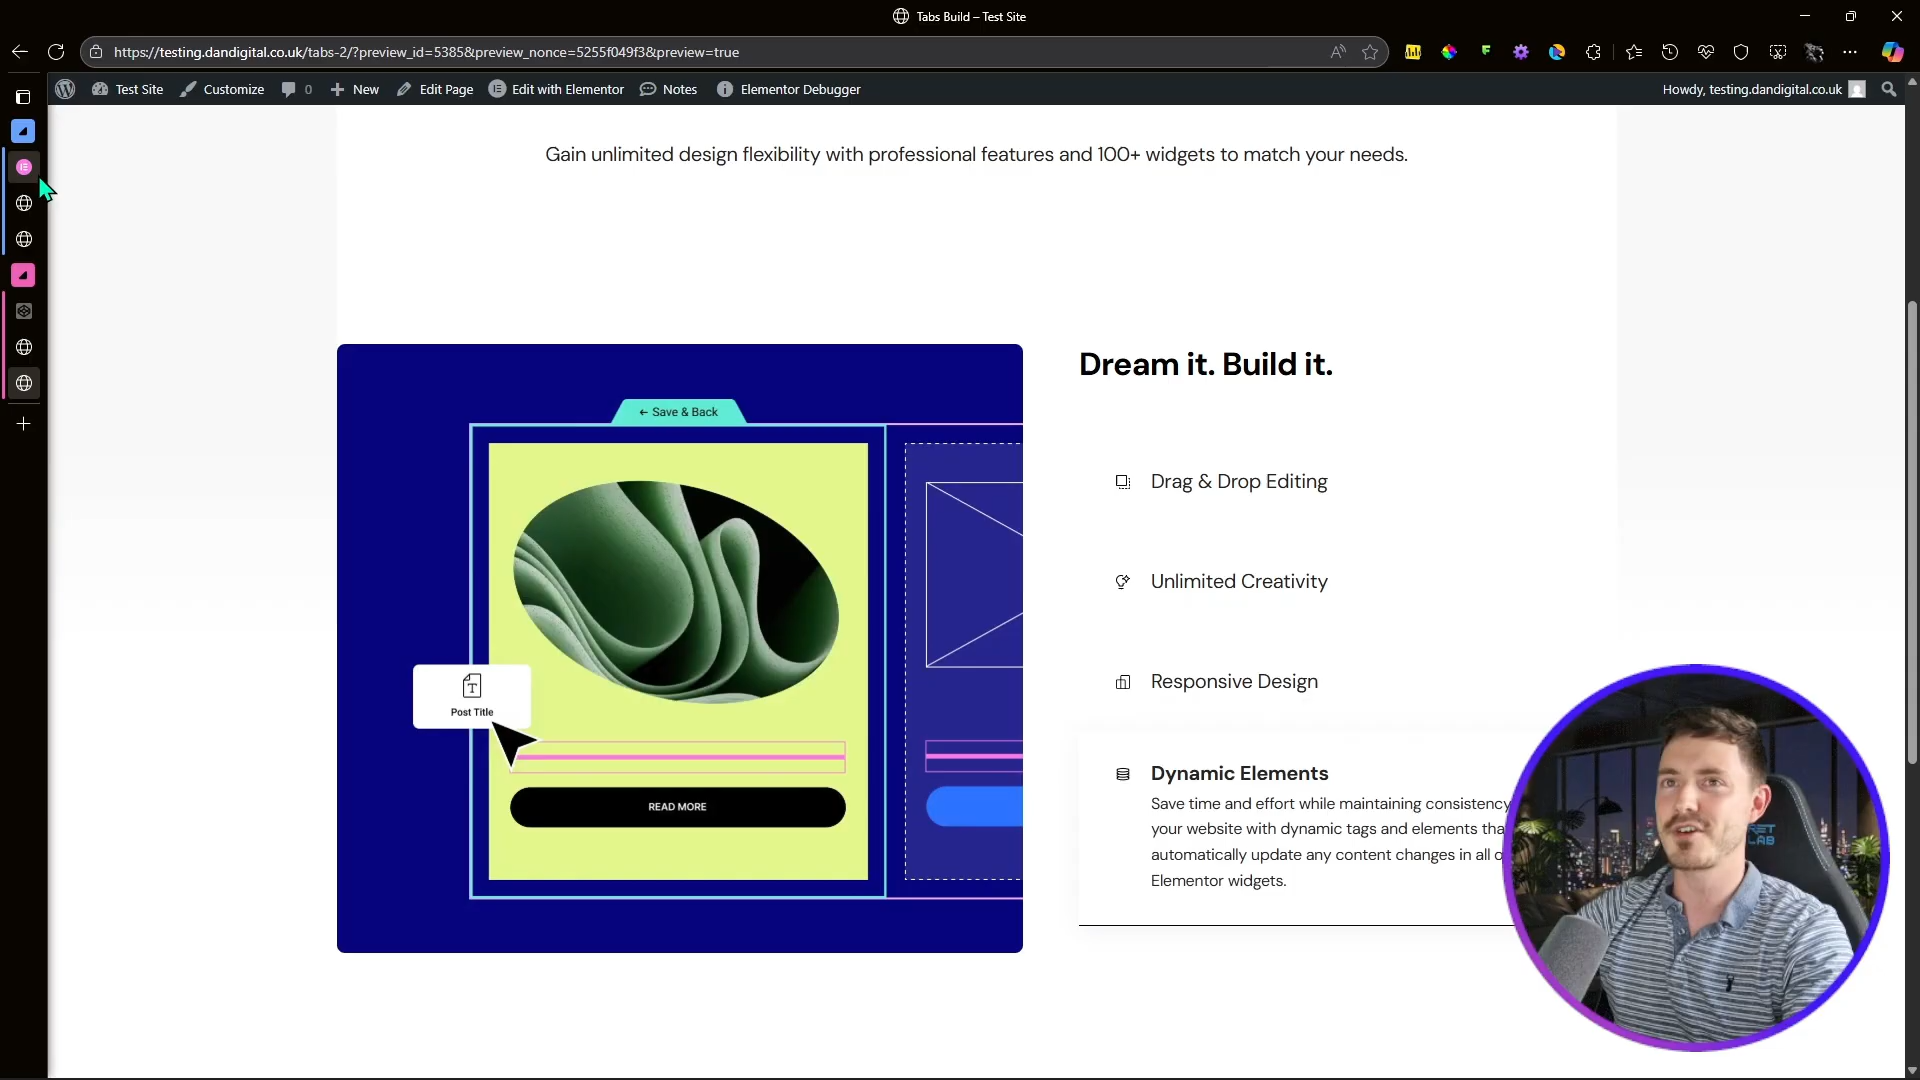 Tabs Build – Test Site
https://testing.dandigital.co.uk/tabs-2/?preview_id=5385&preview_nonce=5255f049f3&preview=true
Test Site Customize 0 New Edit Page Edit with Elementor Notes Elementor Debugger Howdy, testing.dandigital.co.uk
Gain unlimited design flexibility with professional features and 100+ widgets to match your needs.
Dream it. Build it.
← Save & Back
Drag & Drop Editing
Unlimited Creativity
Responsive Design
Post Title
Dynamic Elements
Save time and effort while maintaining consistency
your website with dynamic tags and elements
automatically update any content changes in all
Elementor widgets.
READ MORE